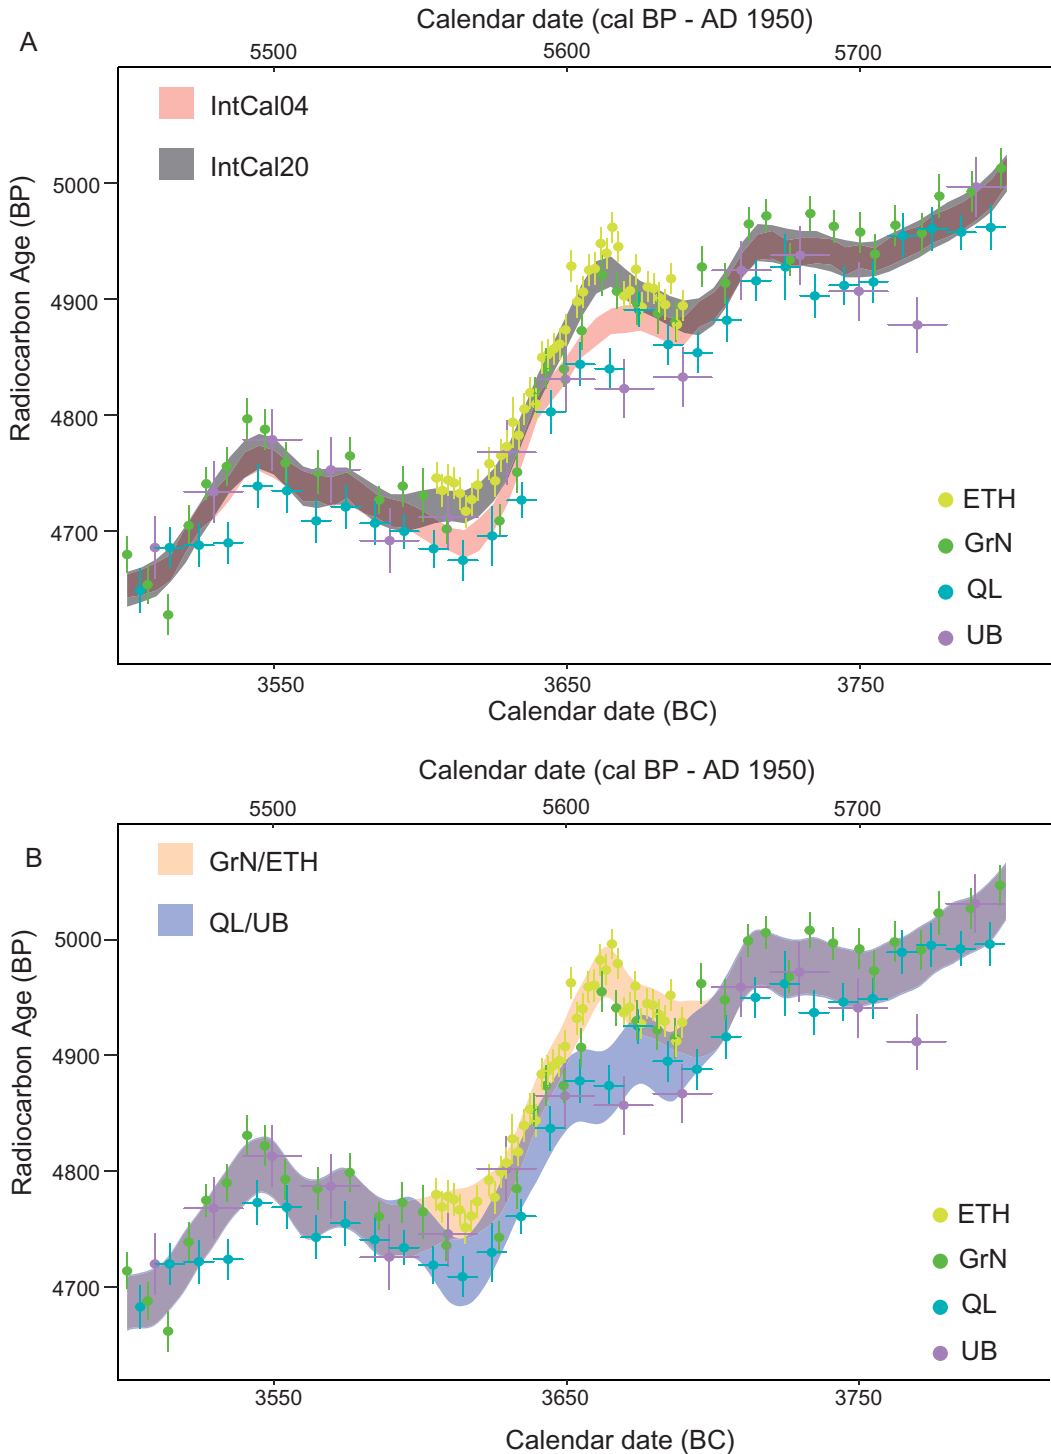 Calendar date (cal BP - AD 1950)
A
5500 5600 5700
IntCal04
IntCal20
Radiocarbon Age (BP)
5000
4900
4800
4700
ETH
GrN
QL
UB
3550 3650 3750
Calendar date (BC)
Calendar date (cal BP - AD 1950)
5500 5600 5700
B
GrN/ETH
QL/UB
Radiocarbon Age (BP)
5000
4900
4800
4700
ETH
GrN
QL
UB
3550 3650 3750
Calendar date (BC)